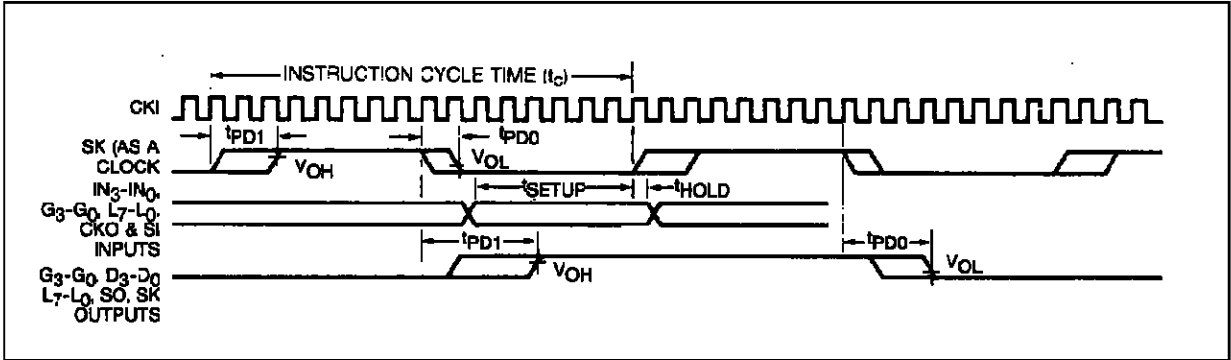 INSTRUCTION CYCLE TIME (tC)
CKI
tPD1
tPD0
SK (AS A
CLOCK
VOH
VOL
IN3-IN0,
G3-G0, L7-L0,
CKO & SI
INPUTS
tSETUP
tHOLD
tPD1
tPD0
G3-G0, D3-D0
L7-L0, SO, SK
OUTPUTS
VOH
VOL